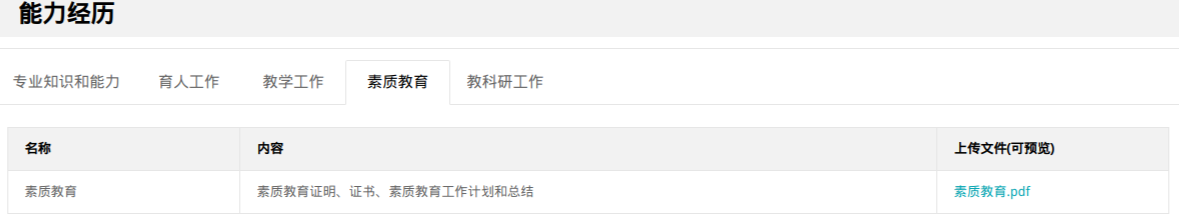 能力经历
专业知识和能力 育人工作 教学工作 素质教育 教科研工作
名称 内容 上传文件(可预览)
素质教育 素质教育证明、证书、素质教育工作计划和总结 素质教育.pdf